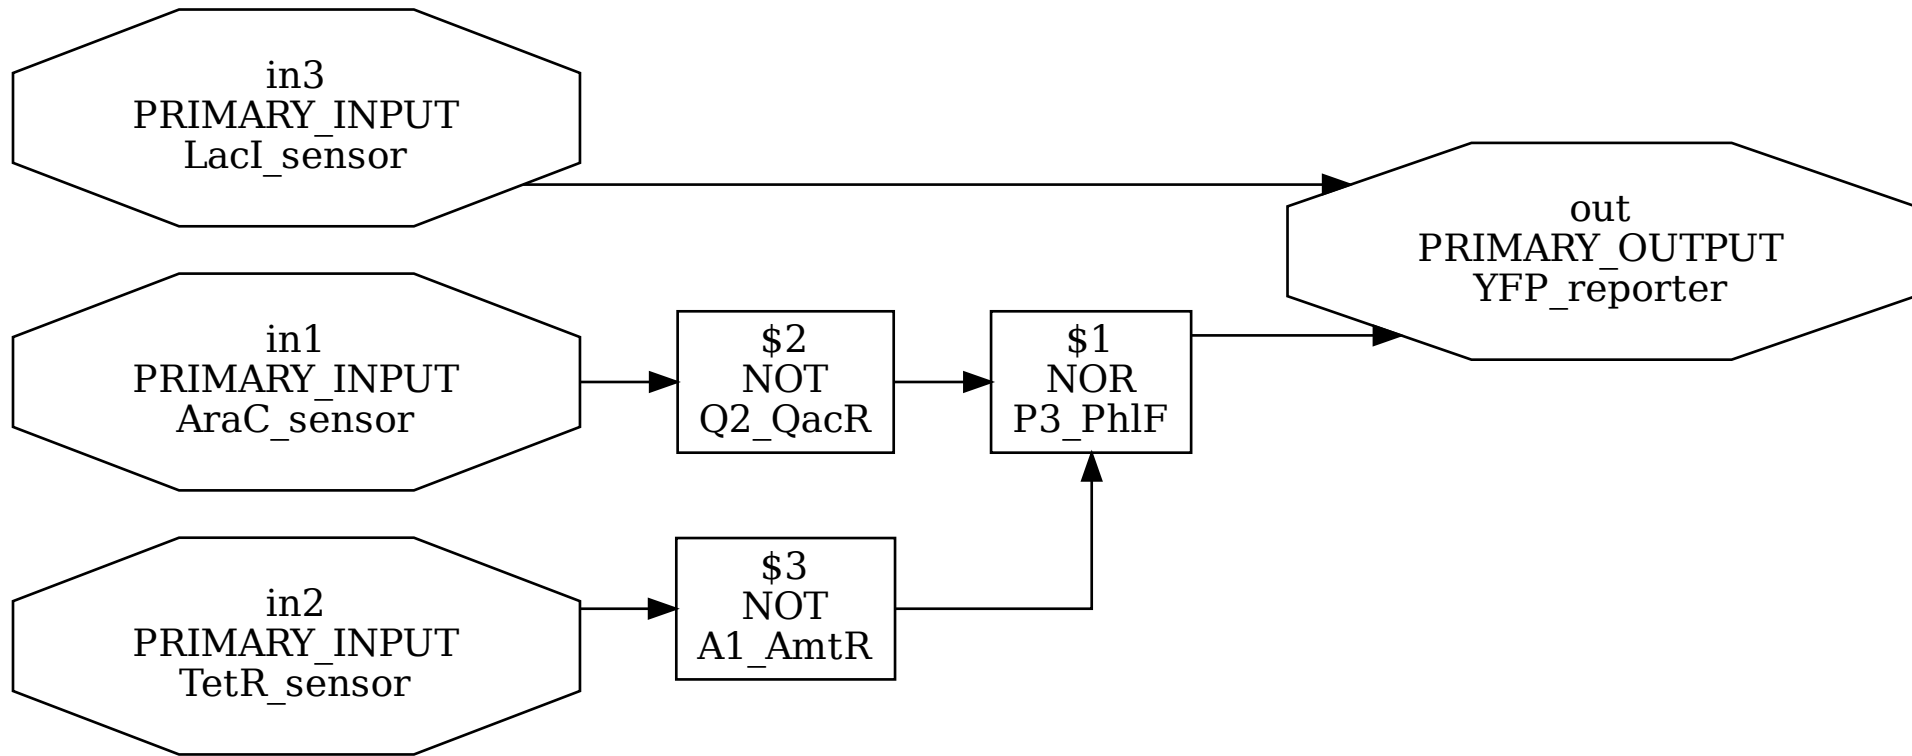 in3
PRIMARY_INPUT
LacI_sensor
out
PRIMARY_OUTPUT
YFP_reporter
in1
PRIMARY_INPUT
AraC_sensor
$2
NOT
Q2_QacR
$1
NOR
P3_PhlF
in2
PRIMARY_INPUT
TetR_sensor
$3
NOT
A1_AmtR